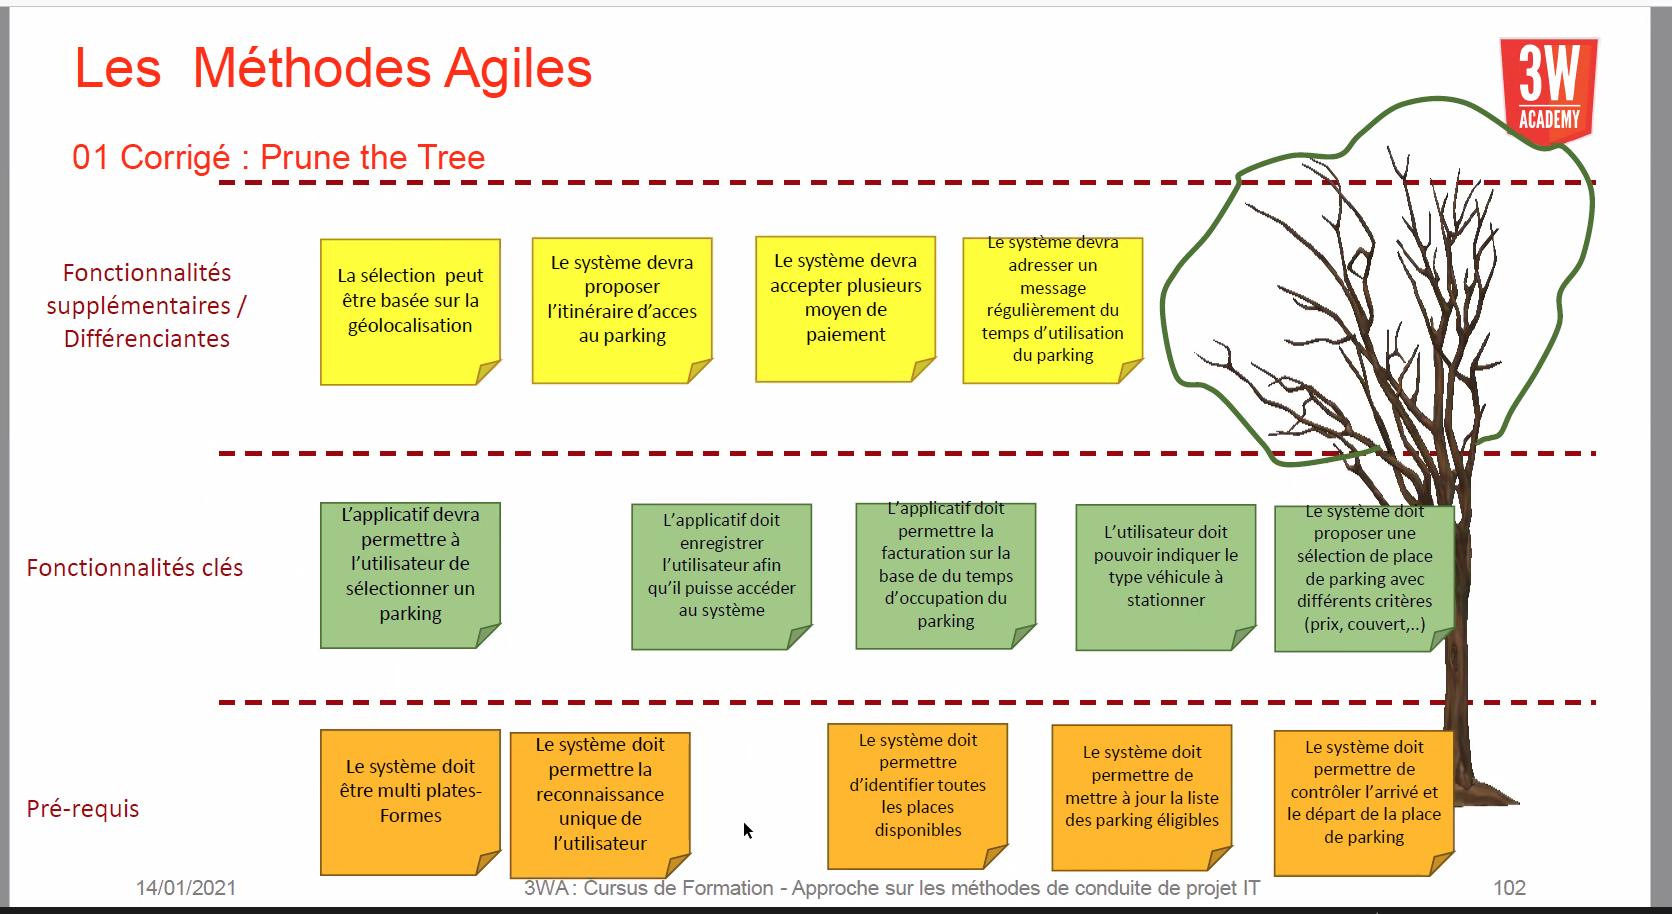 Les Méthodes Agiles
3W
ACADEMY
01 Corrigé : Prune the Tree
Fonctionnalités
supplémentaires /
Différenciantes
La sélection peut
être basée sur la
géolocalisation
Le système devra
proposer
l'itinéraire d'acces
au parking
Le système devra
accepter plusieurs
moyen de
paiement
Le système devra
adresser un
message
régulièrement du
temps d'utilisation
du parking
Fonctionnalités clés
L'applicatif devra
permettre à
l'utilisateur de
sélectionner un
parking
L'applicatif doit
enregistrer
l'utilisateur afin
qu'il puisse accéder
au système
L'applicatif doit
permettre la
facturation sur la
base de du temps
d'occupation du
parking
L'utilisateur doit
pouvoir indiquer le
type véhicule à
stationner
Le système doit
proposer une
sélection de place
de parking avec
différents critères
(prix, couvert,..)
Pré-requis
Le système doit
être multi plates-
Formes
Le système doit
permettre la
reconnaissance
unique de
l'utilisateur
Le système doit
permettre
d'identifier toutes
les places
disponibles
Le système doit
permettre de
mettre à jour la liste
des parking éligibles
Le système doit
permettre de
contrôler l'arrivé et
le départ de la place
de parking
14/01/2021
3WA : Cursus de Formation - Approche sur les méthodes de conduite de projet IT
102